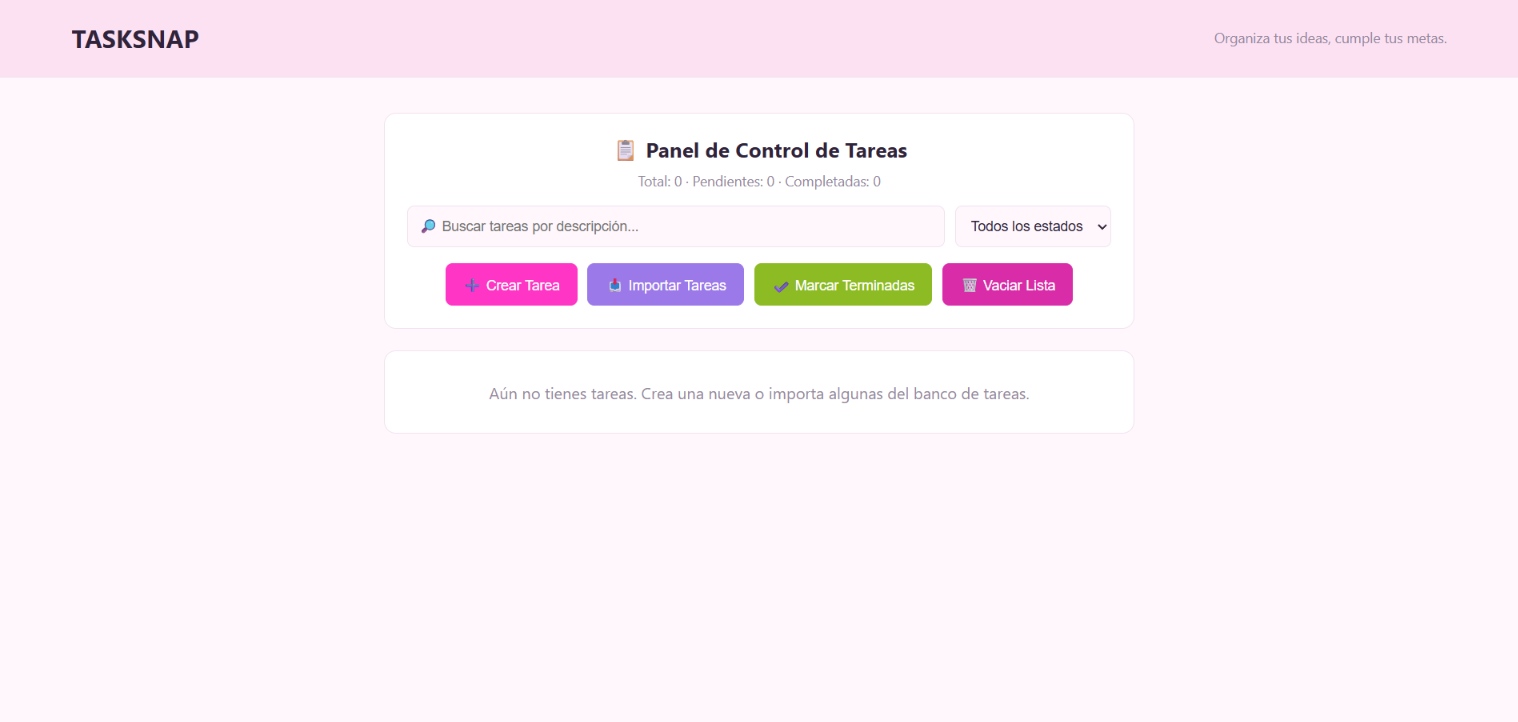 TASKSNAP
Organiza tus ideas, cumple tus metas.
📋 Panel de Control de Tareas
Total: 0 · Pendientes: 0 · Completadas: 0
🔎 Buscar tareas por descripción...
Todos los estados
➕ Crear Tarea
📥 Importar Tareas
✔️ Marcar Terminadas
🗑️ Vaciar Lista
Aún no tienes tareas. Crea una nueva o importa algunas del banco de tareas.